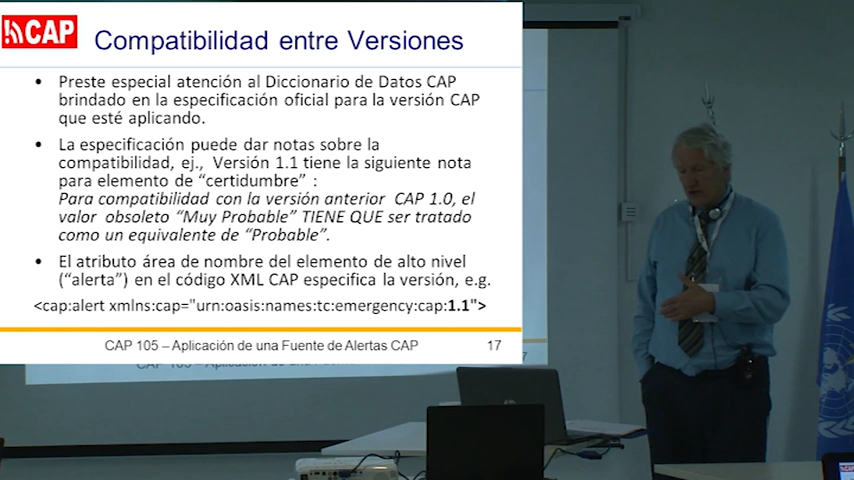 CAP
Compatibilidad entre Versiones
• Preste especial atención al Diccionario de Datos CAP
brindado en la especificación oficial para la versión CAP
que esté aplicando.
• La especificación puede dar notas sobre la
compatibilidad, ej., Versión 1.1 tiene la siguiente nota
para elemento de “certidumbre” :
Para compatibilidad con la versión anterior CAP 1.0, el
valor obsoleto “Muy Probable” TIENE QUE ser tratado
como un equivalente de “Probable”.
• El atributo área de nombre del elemento de alto nivel
(“alerta”) en el código XML CAP especifica la versión, e.g.
<cap:alert xmlns:cap="urn:oasis:names:tc:emergency:cap:1.1">
CAP 105 – Aplicación de una Fuente de Alertas CAP 17